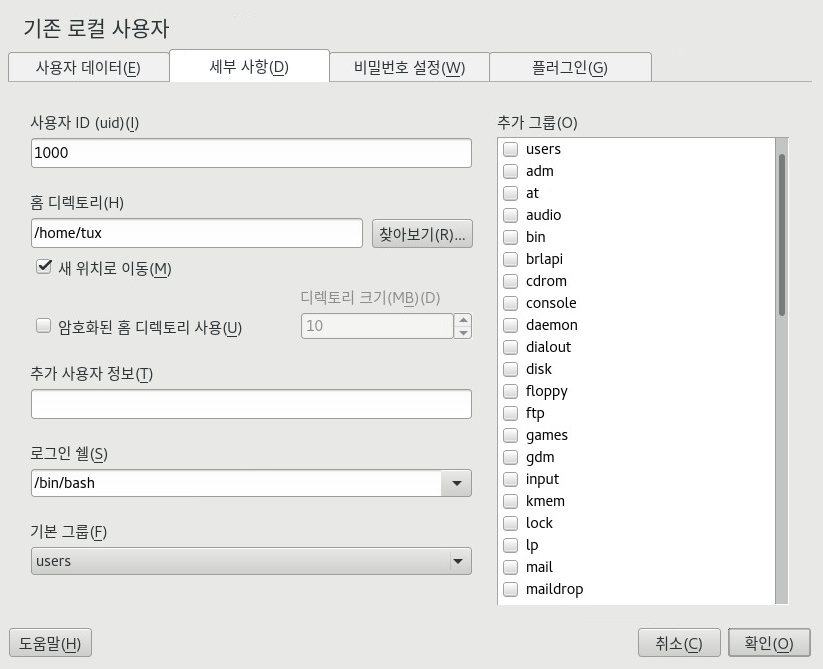 기존 로컬 사용자
사용자 데이터(E)
세부 사항(D)
비밀번호 설정(W)
플러그인(G)
사용자 ID (uid)(I)
1000
홈 디렉토리(H)
/home/tux
찾아보기(R)...
새 위치로 이동(M)
디렉토리 크기(MB)(D)
암호화된 홈 디렉토리 사용(U)
10
추가 사용자 정보(T)
로그인 쉘(S)
/bin/bash
기본 그룹(F)
users
추가 그룹(O)
users
adm
at
audio
bin
brlapi
cdrom
console
daemon
dialout
disk
floppy
ftp
games
gdm
input
kmem
lock
lp
mail
maildrop
도움말(H)
취소(C)
확인(O)